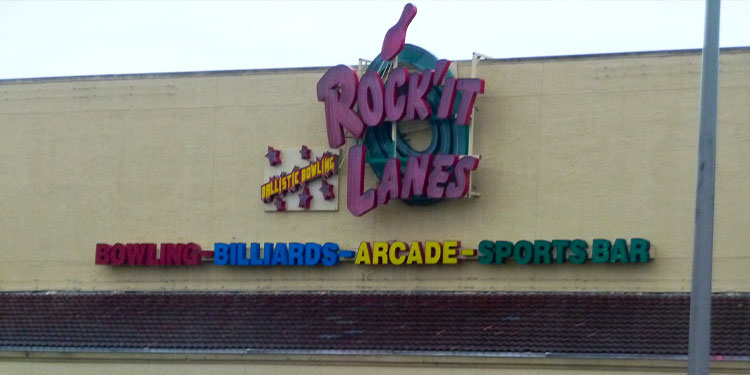 ROCK'IT
LANES
BALLISTIC BOWLING
BOWLING-BILLIARDS-ARCADE-SPORTS BAR